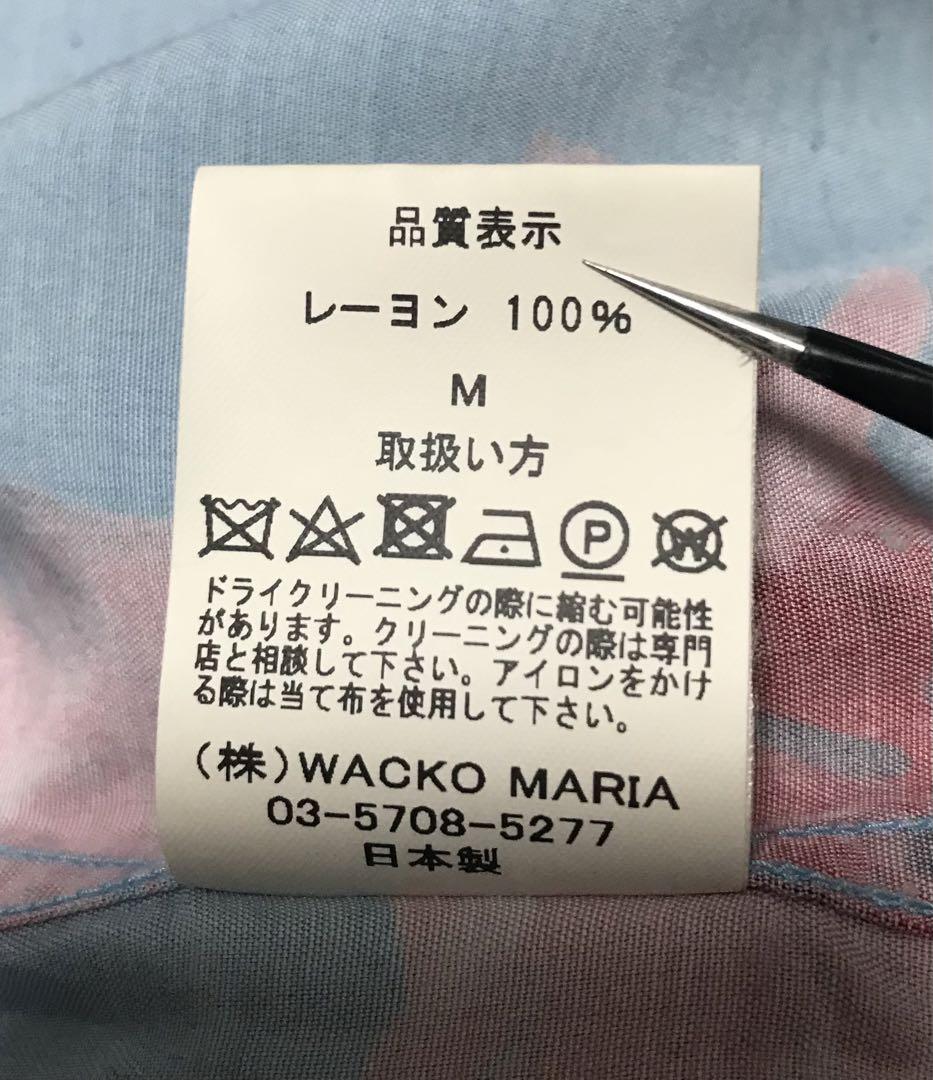 品質表示
レーヨン 100%
M
取扱い方
P
W
ドライクリーニングの際に縮む可能性
があります。クリーニングの際は専門
店と相談して下さい。アイロンをかけ
る際は当て布を使用して下さい。
(株)WACKO MARIA
03-5708-5277
日本製